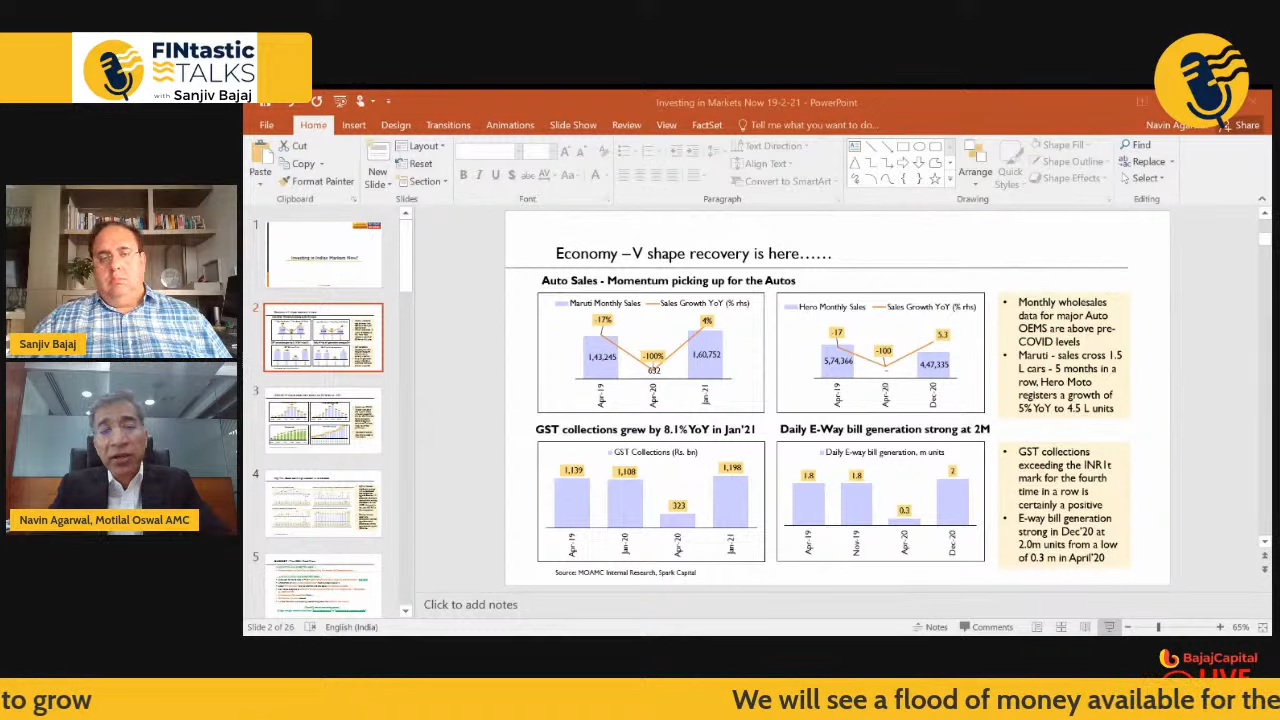 FINtastic
TALKS
with Sanjiv Bajaj
Investing in Markets Now 19-2-21 - PowerPoint
File Home Insert Design Transitions Animations Slide Show Review View FactSet Tell me what you want to do... Share
Paste
Cut
Copy
Format Painter
Clipboard
New
Slide
Layout
Reset
Section
Slides
Font
Text Direction
Align Text
Convert to SmartArt
Paragraph
Arrange
Quick
Styles
Shape Fill
Shape Outline
Shape Effects
Drawing
Find
Replace
Select
Editing
Sanjiv Bajaj
Navin Agarwal, Motilal Oswal AMC
1
Investing in Indian Markets Now?
2
3
4
5
Economy – V shape recovery is here……
Auto Sales - Momentum picking up for the Autos
Maruti Monthly Sales Sales Growth YoY (% rhs)
-17%
-100%
4%
1,43,245
632
1,60,752
Apr-19
Apr-20
Jan-21
Hero Monthly Sales Sales Growth YoY (% rhs)
-17
-100
5.3
5,74,366
-
4,47,335
Apr-19
Apr-20
Dec-20
• Monthly wholesales
data for major Auto
OEMS are above pre-
COVID levels
• Maruti - sales cross 1.5
L cars - 5 months in a
row, Hero Moto
registers a growth of
5% YoY to 4.5 L units
GST collections grew by 8.1% YoY in Jan'21
GST Collections (Rs. bn)
1,139
1,108
323
1,198
Apr-19
Jan-20
Apr-20
Jan-21
Daily E-Way bill generation strong at 2M
Daily E-way bill generation, m units
1.8
1.8
0.3
2
Apr-19
Nov-19
Apr-20
Dec-20
• GST collections
exceeding the INR1t
mark for the fourth
time in a row is
certainly a positive
• E-way bill generation
strong in Dec'20 at
2.0m units from a low
of 0.3 m in April'20
Source: MOAMC Internal Research, Spark Capital
Click to add notes
Slide 2 of 26 English (India) Notes Comments 65%
BajajCapital
LIVE
to grow We will see a flood of money available for the